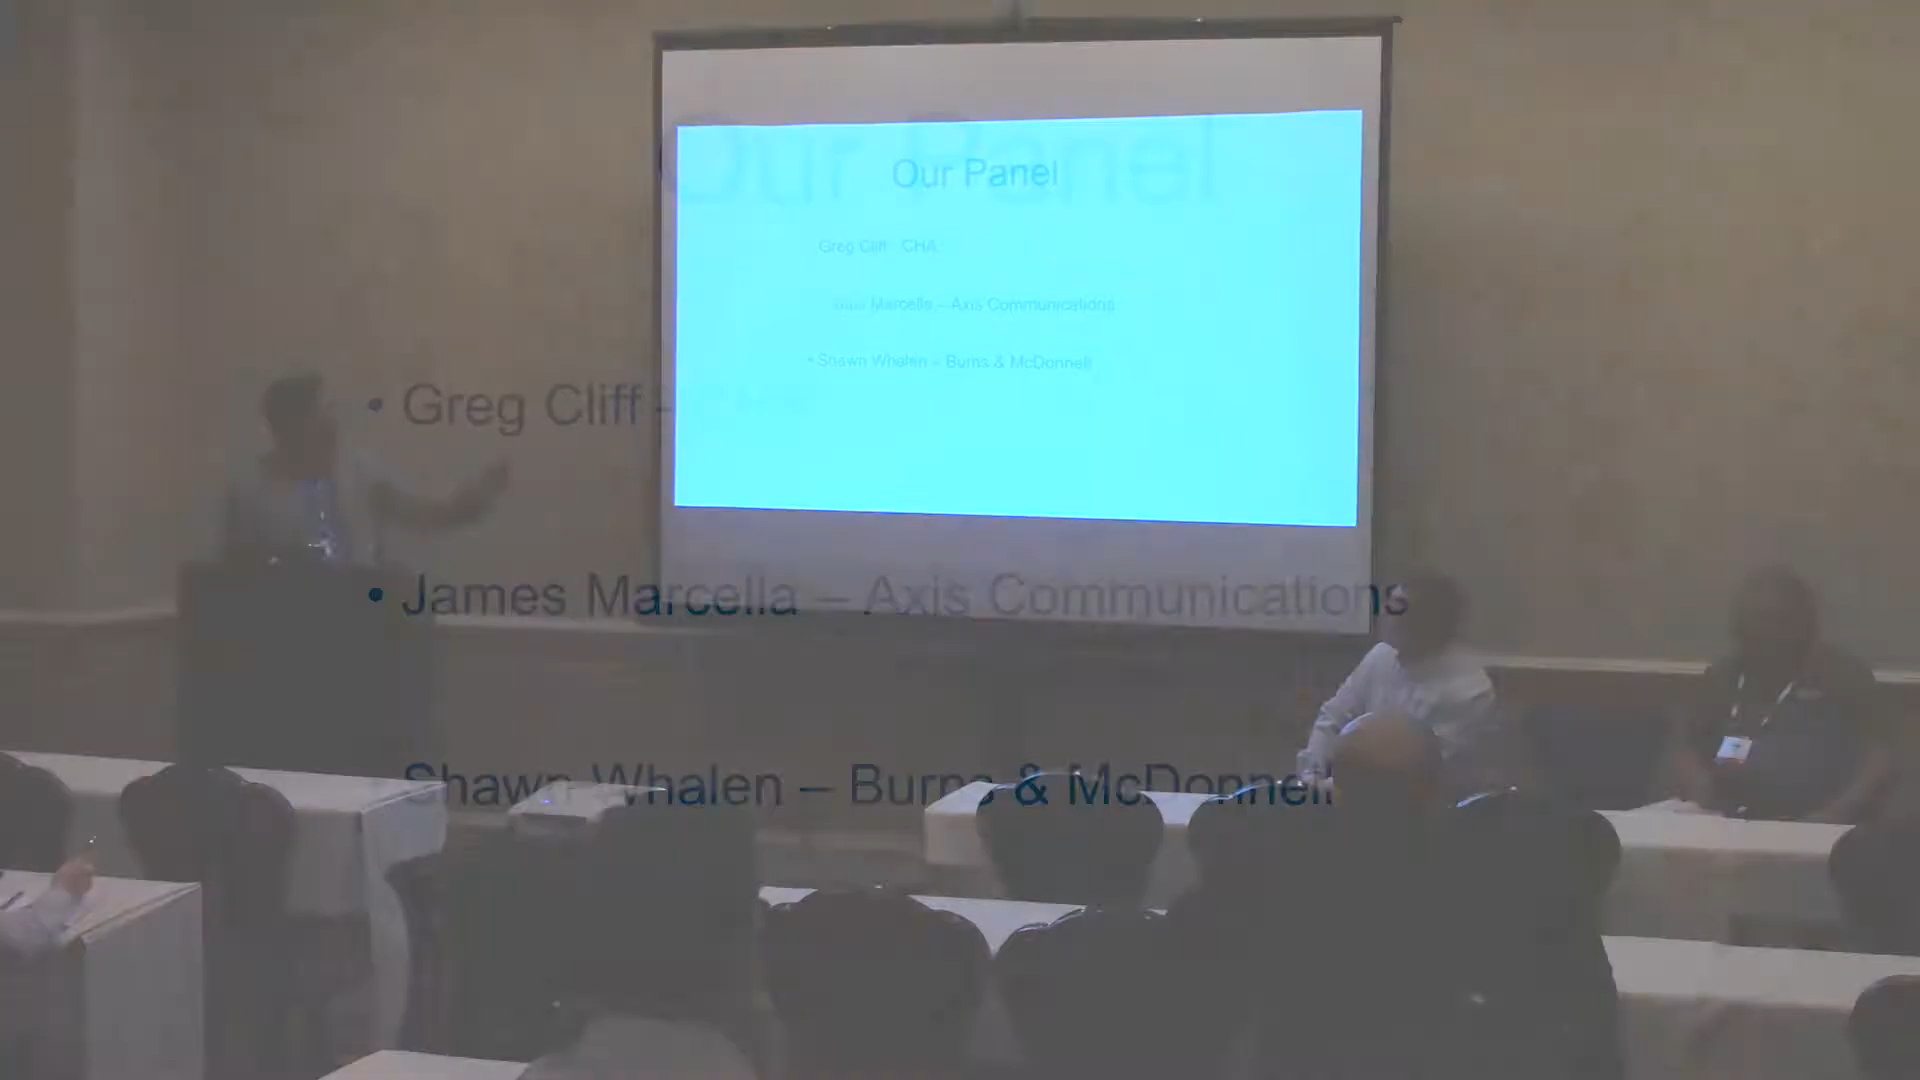 Our Panel
Our Panel
Greg Cliff - CHA
Marcella – Axis Communications
• Shawn Whalen – Burns & McDonnell
• Greg Cliff -
• James Marcella – Axis Communications
Shawn Whalen – Burns & McDonnell